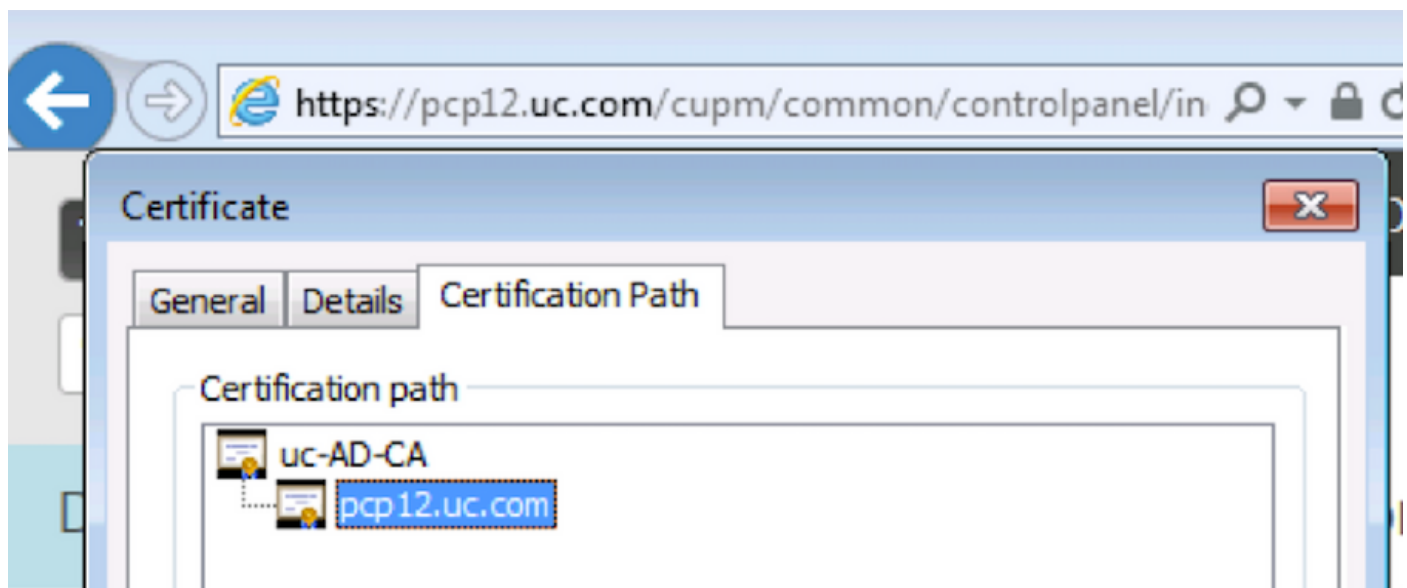 https://pcp12.uc.com/cupm/common/controlpanel/in
Certificate
General Details Certification Path
Certification path
uc-AD-CA
pcp12.uc.com